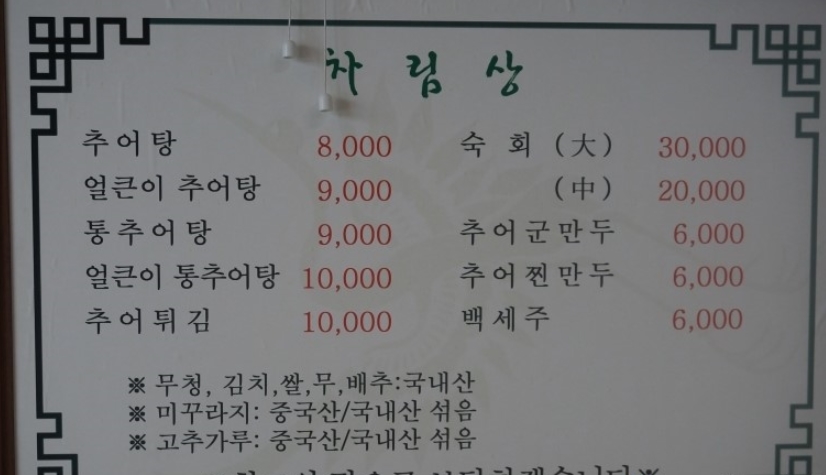 차림상
추어탕 8,000 숙 회 (大) 30,000
얼큰이 추어탕 9,000 (中) 20,000
통추어탕 9,000 추어군만두 6,000
얼큰이 통추어탕 10,000 추어찐만두 6,000
추어튀김 10,000 백세주 6,000
※ 무청, 김치,쌀,무,배추:국내산
※ 미꾸라지: 중국산/국내산 섞음
※ 고추가루: 중국산/국내산 섞음